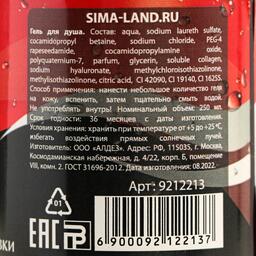 SIMA-LAND.RU
Гель для душа. Состав: aqua, sodium laureth sulfate,
cocamidopropyl betaine, sodium chloride, PEG-4
rapeseedamide, cocamidopropylamine oxide,
polyquaternium-7, parfum, glycerin, soluble collagen,
sodium hyaluronate, methylchloroisothiazolinone,
methylisothiazolinone, citric acid, CI 42090, CI 19140, CI 16255.
Способ применения: нанести небольшое количество геля
на кожу, вспенить, затем тщательно смыть водой.
Не употреблять внутрь! Номинальный объем: 250 мл.
Срок годности: 36 месяцев с даты изготовления.
Условия хранения: хранить при температуре от +5 до +25 °С,
избегать воздействия прямых солнечных лучей.
Изготовлено: ООО «АЛДЕЗ». Адрес: РФ, 115035, г. Москва,
Космодамианская набережная, д. 4/22, корп. Б, помещение
VIII, комн. 2. ГОСТ 31696-2012. Дата изготовления: 08.2022.
Арт.: 9212213
ВКИ
01
EAC
6 900092 122137